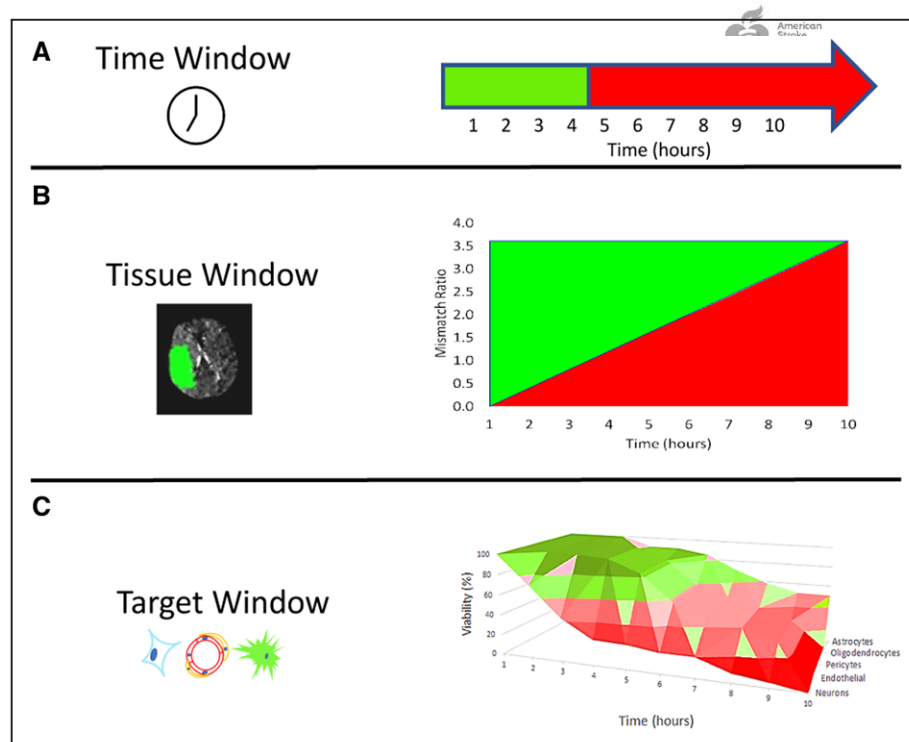 American
Stroke
A
Time Window
1 2 3 4 5 6 7 8 9 10
Time (hours)
B
Tissue Window
Mismatch Ratio
4.0
3.5
3.0
2.5
2.0
1.5
1.0
0.5
0.0
1 2 3 4 5 6 7 8 9 10
Time (hours)
C
Target Window
Viability (%)
100
80
60
40
20
0
1 2 3 4 5 6 7 8 9 10
Time (hours)
Astrocytes
Oligodendrocytes
Pericytes
Endothelial
Neurons